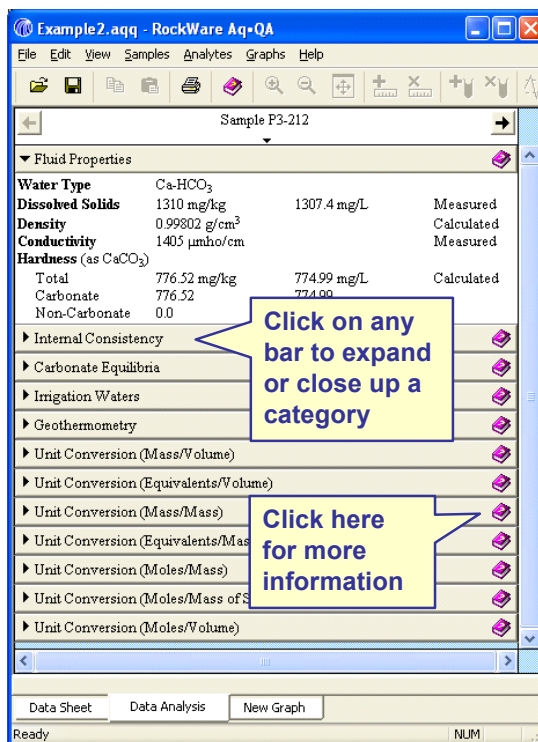 Example2.aqq - RockWare Aq•QA
File Edit View Samples Analytes Graphs Help
Sample P3-212
Fluid Properties
Water Type Ca-HCO3
Dissolved Solids 1310 mg/kg 1307.4 mg/L Measured
Density 0.99802 g/cm3 Calculated
Conductivity 1405 µmho/cm Measured
Hardness (as CaCO3)
Total 776.52 mg/kg 774.99 mg/L Calculated
Carbonate 776.52 774.99
Non-Carbonate 0.0
Click on any
bar to expand
or close up a
category
Internal Consistency
Carbonate Equilibria
Irrigation Waters
Geothermometry
Unit Conversion (Mass/Volume)
Unit Conversion (Equivalents/Volume)
Unit Conversion (Mass/Mass)
Unit Conversion (Equivalents/Mas
Unit Conversion (Moles/Mass)
Unit Conversion (Moles/Mass of S
Unit Conversion (Moles/Volume)
Click here
for more
information
Data Sheet Data Analysis New Graph
Ready NUM